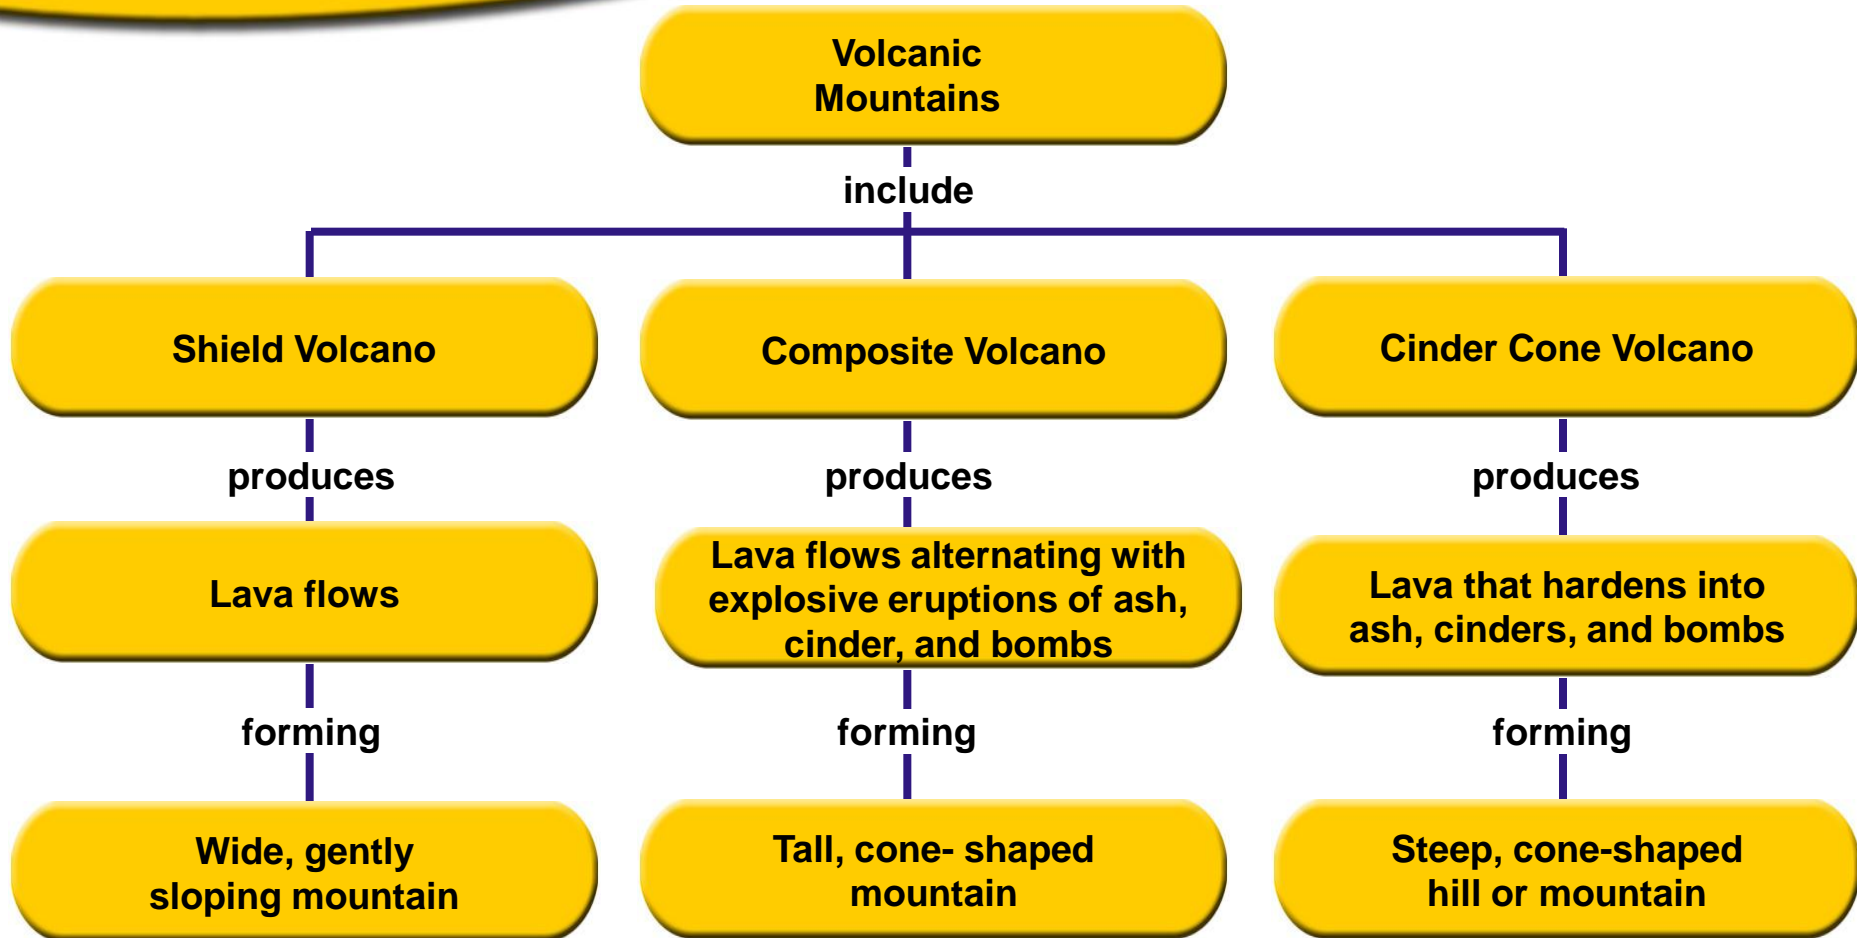 Volcanic
Mountains
include
Shield Volcano
Composite Volcano
Cinder Cone Volcano
produces
produces
produces
Lava flows
Lava flows alternating with
explosive eruptions of ash,
cinder, and bombs
Lava that hardens into
ash, cinders, and bombs
forming
forming
forming
Wide, gently
sloping mountain
Tall, cone- shaped
mountain
Steep, cone-shaped
hill or mountain